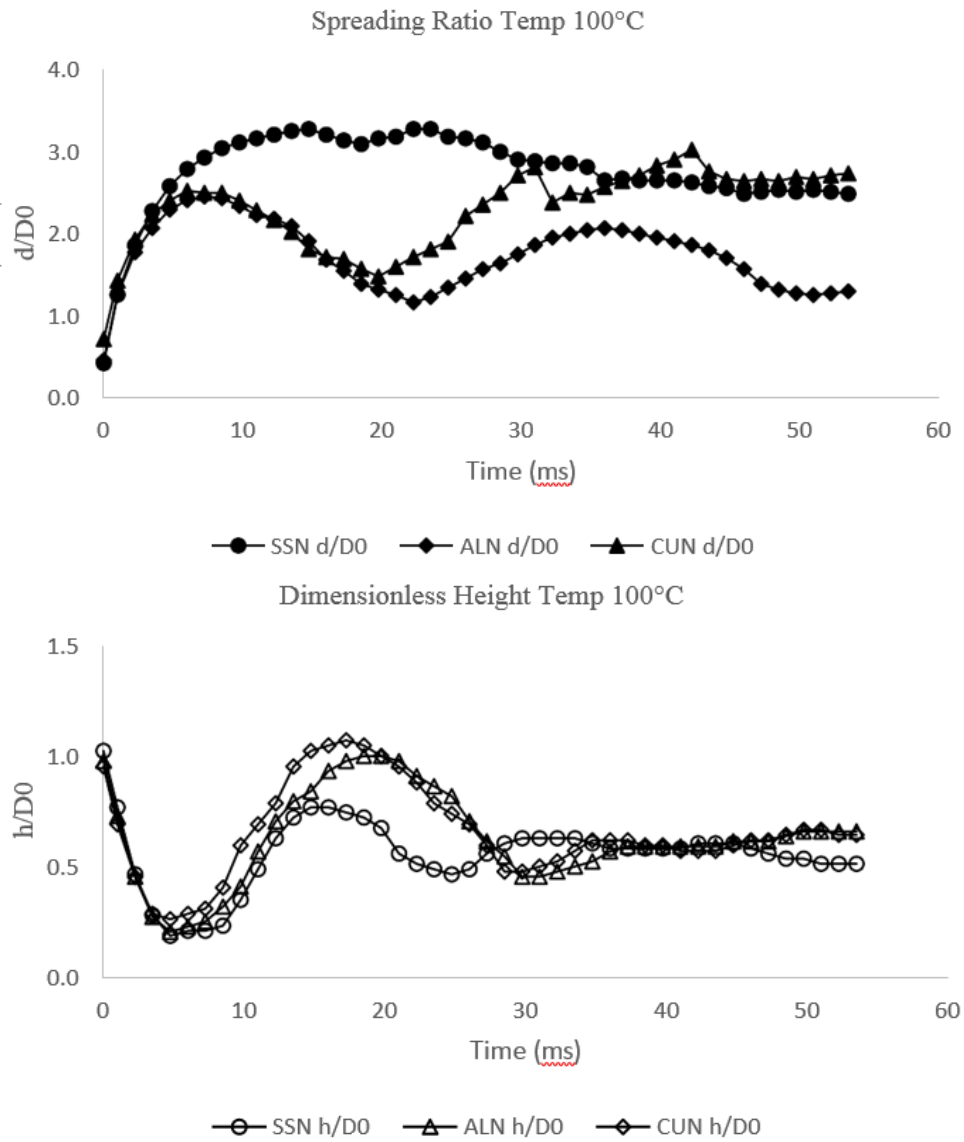 Spreading Ratio Temp 100°C
4.0
3.0
2.0
1.0
0.0
d/D0
0 10 20 30 40 50 60
Time (ms)
SSN d/D0 ALN d/D0 CUN d/D0
Dimensionless Height Temp 100°C
1.5
1.0
0.5
0.0
h/D0
0 10 20 30 40 50 60
Time (ms)
SSN h/D0 ALN h/D0 CUN h/D0